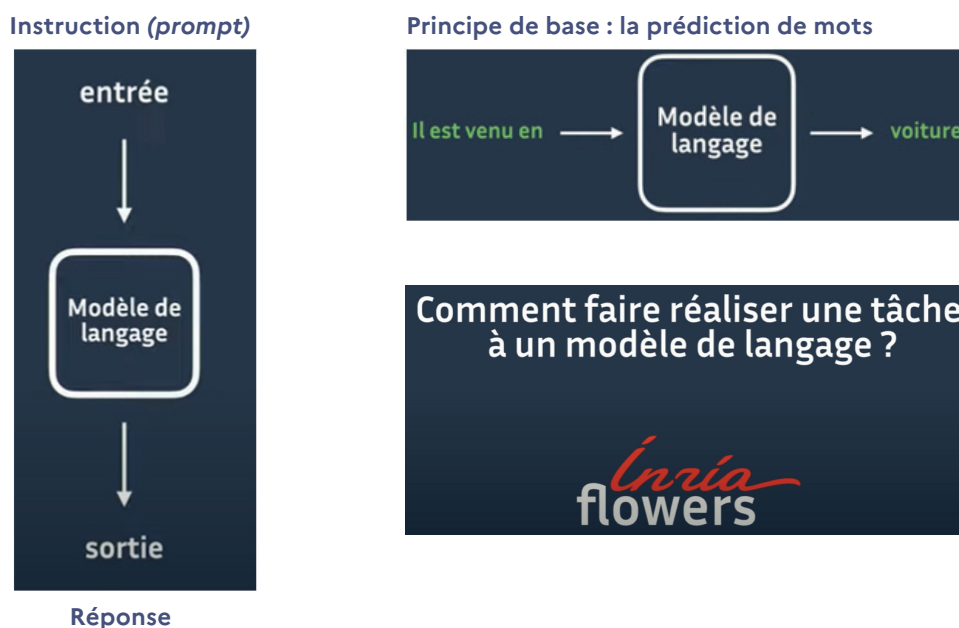 Instruction (prompt)
entrée
Modèle de
langage
sortie
Réponse
Principe de base : la prédiction de mots
Il est venu en
Modèle de
langage
voiture
Comment faire réaliser une tâche
à un modèle de langage ?
Inria
flowers